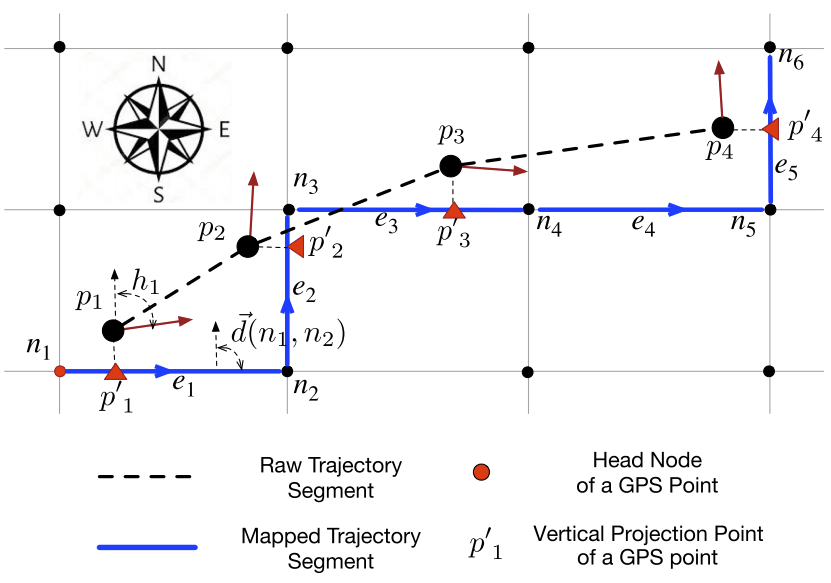 N
W E
S
n6
p3
p4
p'4
e5
n3
p2
p'2
e3
p'3
n4
e4
n5
h1
p1
e2
d⃗(n1, n2)
n1
p'1
e1
n2
Raw Trajectory
Segment
Head Node
of a GPS Point
Mapped Trajectory
Segment
p'1
Vertical Projection Point
of a GPS point